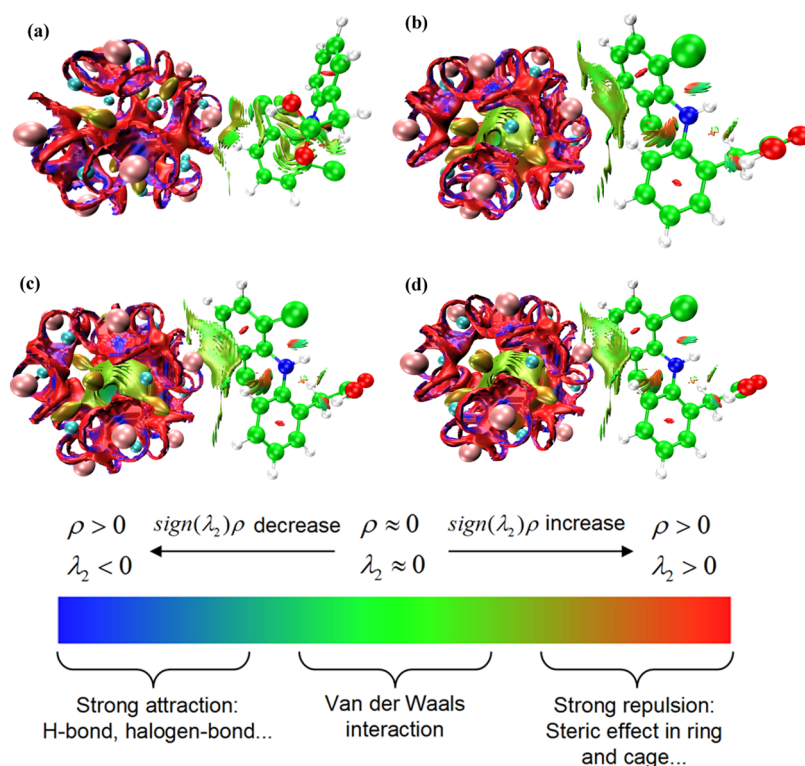 (a)
(b)
(c)
(d)
ρ > 0 sign(λ₂)ρ decrease ρ ≈ 0 sign(λ₂)ρ increase ρ > 0
λ₂ < 0 λ₂ ≈ 0 λ₂ > 0
Strong attraction:
H-bond, halogen-bond...
Van der Waals
interaction
Strong repulsion:
Steric effect in ring
and cage...